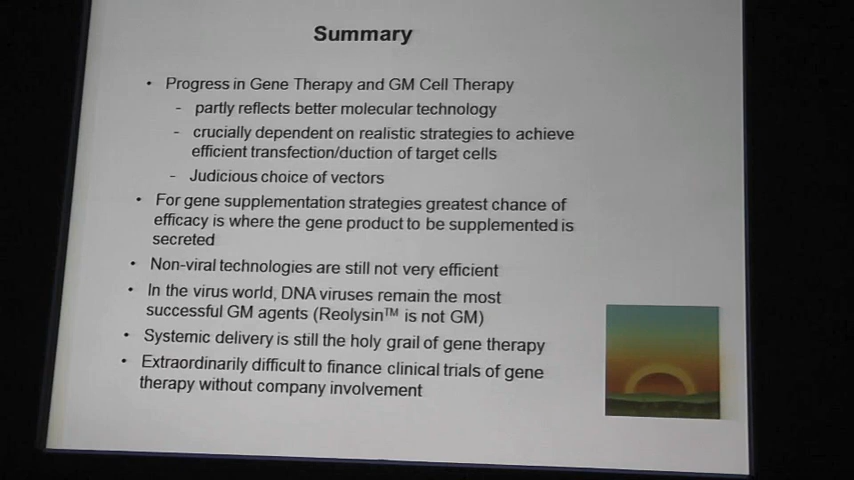 Summary
• Progress in Gene Therapy and GM Cell Therapy
- partly reflects better molecular technology
- crucially dependent on realistic strategies to achieve
efficient transfection/duction of target cells
- Judicious choice of vectors
• For gene supplementation strategies greatest chance of
efficacy is where the gene product to be supplemented is
secreted
• Non-viral technologies are still not very efficient
• In the virus world, DNA viruses remain the most
successful GM agents (Reolysin™ is not GM)
• Systemic delivery is still the holy grail of gene therapy
• Extraordinarily difficult to finance clinical trials of gene
therapy without company involvement